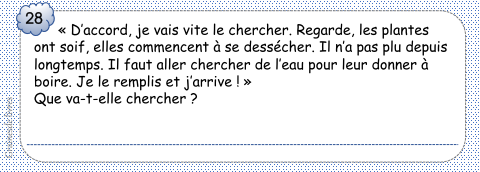 28
« D'accord, je vais vite le chercher. Regarde, les plantes
ont soif, elles commencent à se dessécher. Il n'a pas plu depuis
longtemps. Il faut aller chercher de l'eau pour leur donner à
boire. Je le remplis et j'arrive ! »
Que va-t-elle chercher ?